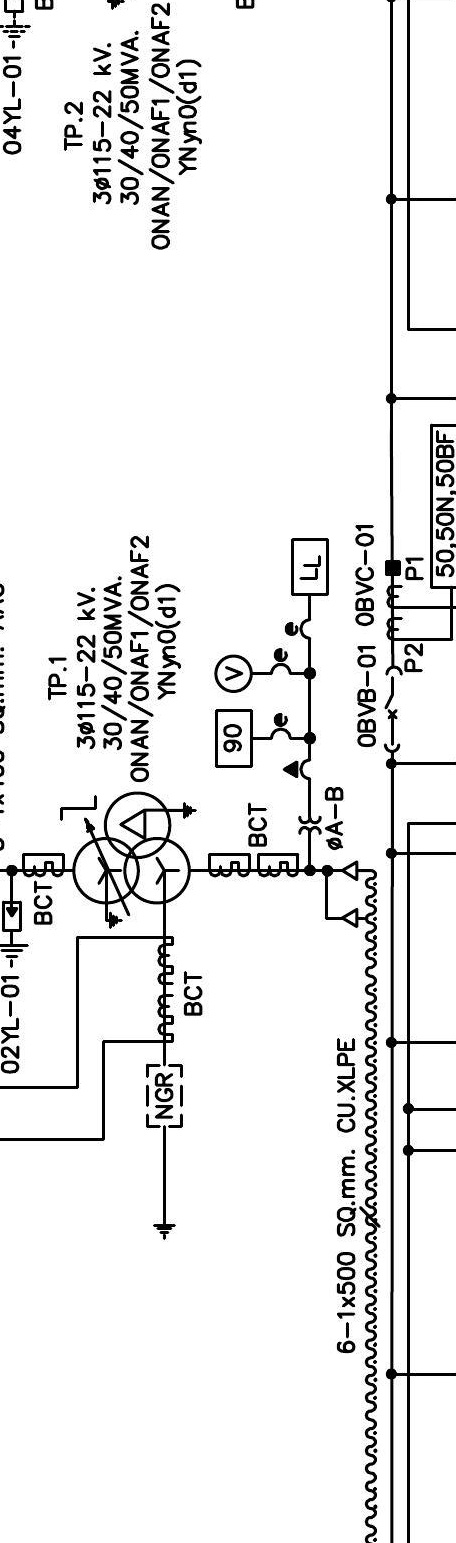 04YL-01
TP.2
3ø115-22 kV.
30/40/50MVA.
ONAN/ONAF1/ONAF2
YNyn0(d1)
TP.1
3ø115-22 kV.
30/40/50MVA.
ONAN/ONAF1/ONAF2
YNyn0(d1)
02YL-01
BCT
BCT
NGR
BCT
øA-B
90
V
LL
e
e
e
0BVB-01
0BVC-01
P2
P1
50,50N,50BF
6-1x500 SQ.mm. CU.XLPE